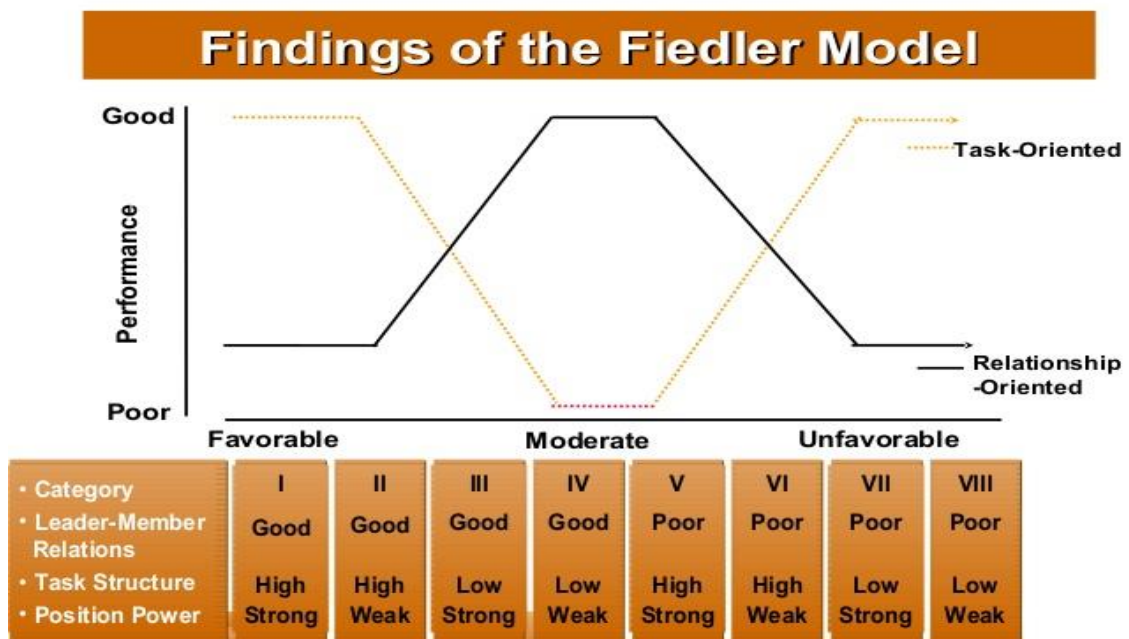 Findings of the Fiedler Model
Good
Performance
Poor
Task-Oriented
Relationship
-Oriented
Favorable Moderate Unfavorable
• Category I II III IV V VI VII VIII
• Leader-Member
Relations Good Good Good Good Poor Poor Poor Poor
• Task Structure High High Low Low High High Low Low
• Position Power Strong Weak Strong Weak Strong Weak Strong Weak